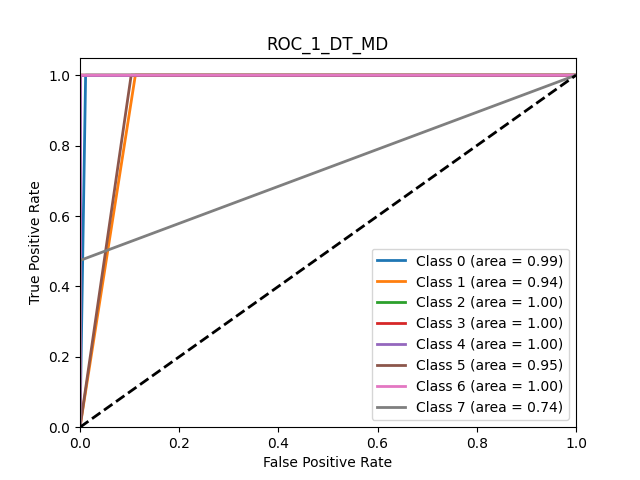 ROC_1_DT_MD
True Positive Rate
1.0
0.8
0.6
0.4
0.2
0.0
Class 0 (area = 0.99)
Class 1 (area = 0.94)
Class 2 (area = 1.00)
Class 3 (area = 1.00)
Class 4 (area = 1.00)
Class 5 (area = 0.95)
Class 6 (area = 1.00)
Class 7 (area = 0.74)
0.0 0.2 0.4 0.6 0.8 1.0
False Positive Rate